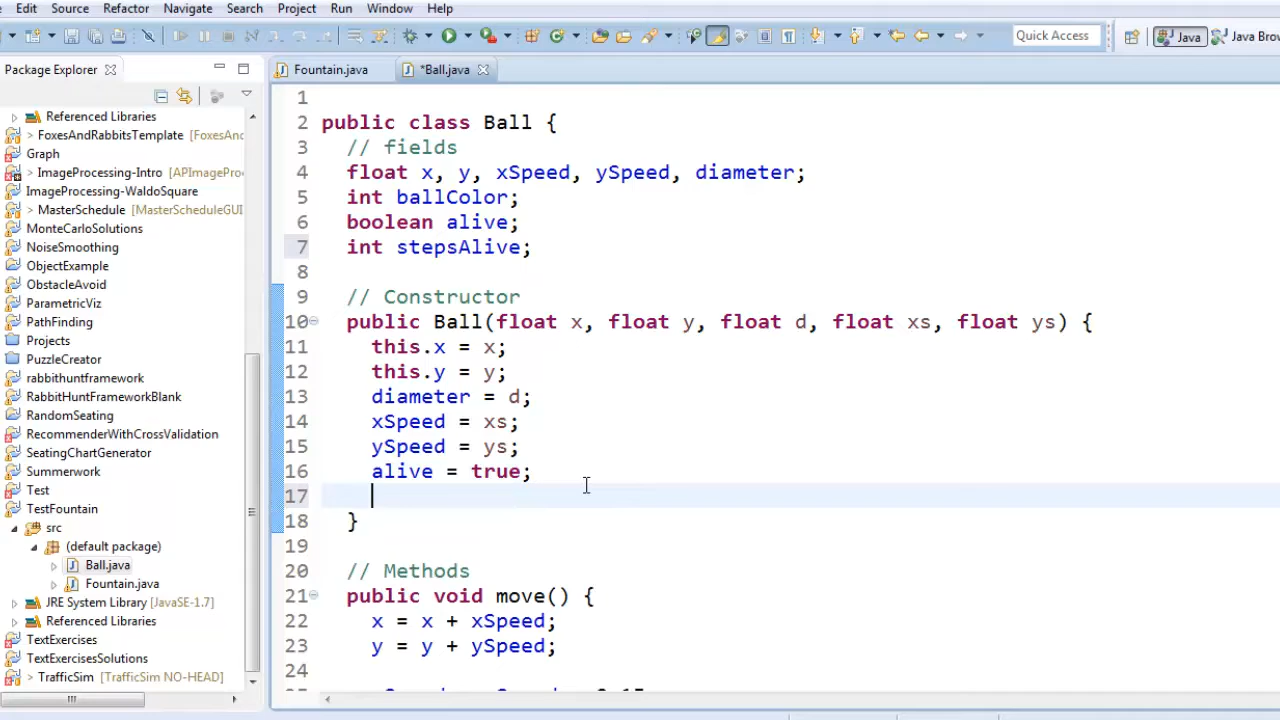 Edit Source Refactor Navigate Search Project Run Window Help
Quick Access Java Java Bro
Package Explorer
Fountain.java *Ball.java
Referenced Libraries
> FoxesAndRabbitsTemplate [FoxesAnd
Graph
> ImageProcessing-Intro [APImagePro
ImageProcessing-WaldoSquare
> MasterSchedule [MasterScheduleGUI
MonteCarloSolutions
NoiseSmoothing
ObjectExample
ObstacleAvoid
ParametricViz
PathFinding
Projects
PuzzleCreator
rabbithuntframework
RabbitHuntFrameworkBlank
RandomSeating
RecommenderWithCrossValidation
SeatingChartGenerator
Summerwork
Test
TestFountain
src
(default package)
Ball.java
Fountain.java
JRE System Library [JavaSE-1.7]
Referenced Libraries
TextExercises
TextExercisesSolutions
> TrafficSim [TrafficSim NO-HEAD]
1
2 public class Ball {
3 // fields
4 float x, y, xSpeed, ySpeed, diameter;
5 int ballColor;
6 boolean alive;
7 int stepsAlive;
8
9 // Constructor
10 public Ball(float x, float y, float d, float xs, float ys) {
11 this.x = x;
12 this.y = y;
13 diameter = d;
14 xSpeed = xs;
15 ySpeed = ys;
16 alive = true;
17
18 }
19
20 // Methods
21 public void move() {
22 x = x + xSpeed;
23 y = y + ySpeed;
24